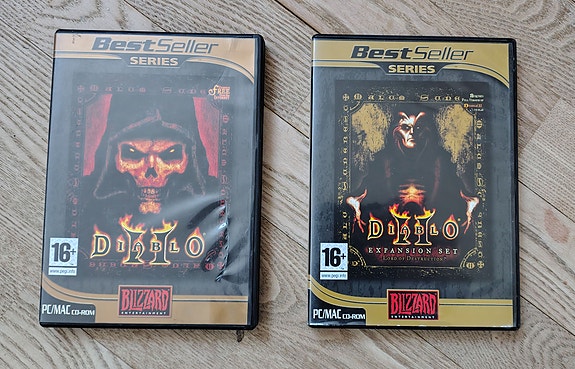 BestSeller
SERIES
FREE
DIABLO
II
16+
www.pegi.info
PC/MAC CD-ROM
BLIZZARD
ENTERTAINMENT
BestSeller
SERIES
DIABLO
II
EXPANSION SET
LORD OF DESTRUCTION
16+
www.pegi.info
PC/MAC CD-ROM
BLIZZARD
ENTERTAINMENT